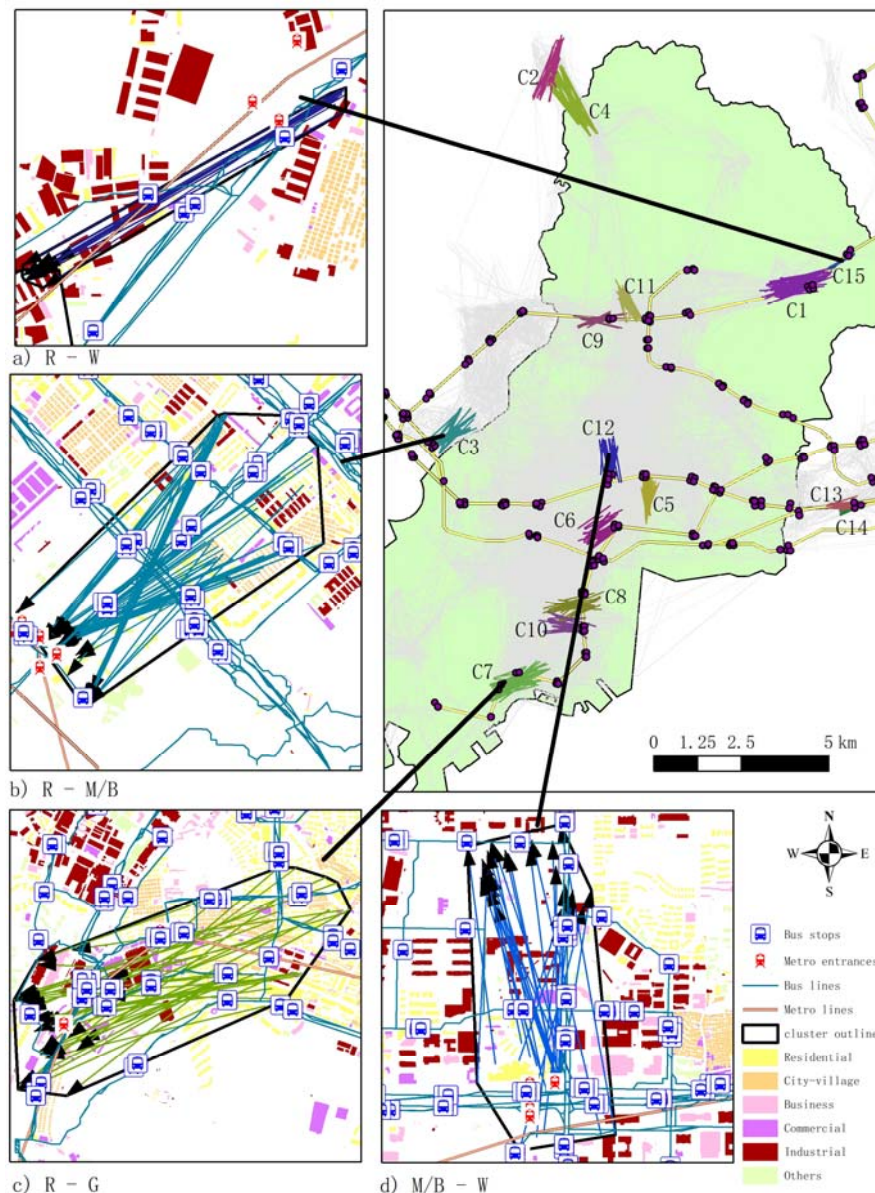 a) R - W
b) R - M/B
c) R - G
d) M/B - W
C2
C4
C11
C15
C1
C9
C12
C3
C5
C13
C6
C14
C8
C10
C7
0 1.25 2.5 5 km
N
W E
S
Bus stops
Metro entrances
Bus lines
Metro lines
cluster outline
Residential
City-village
Business
Commercial
Industrial
Others